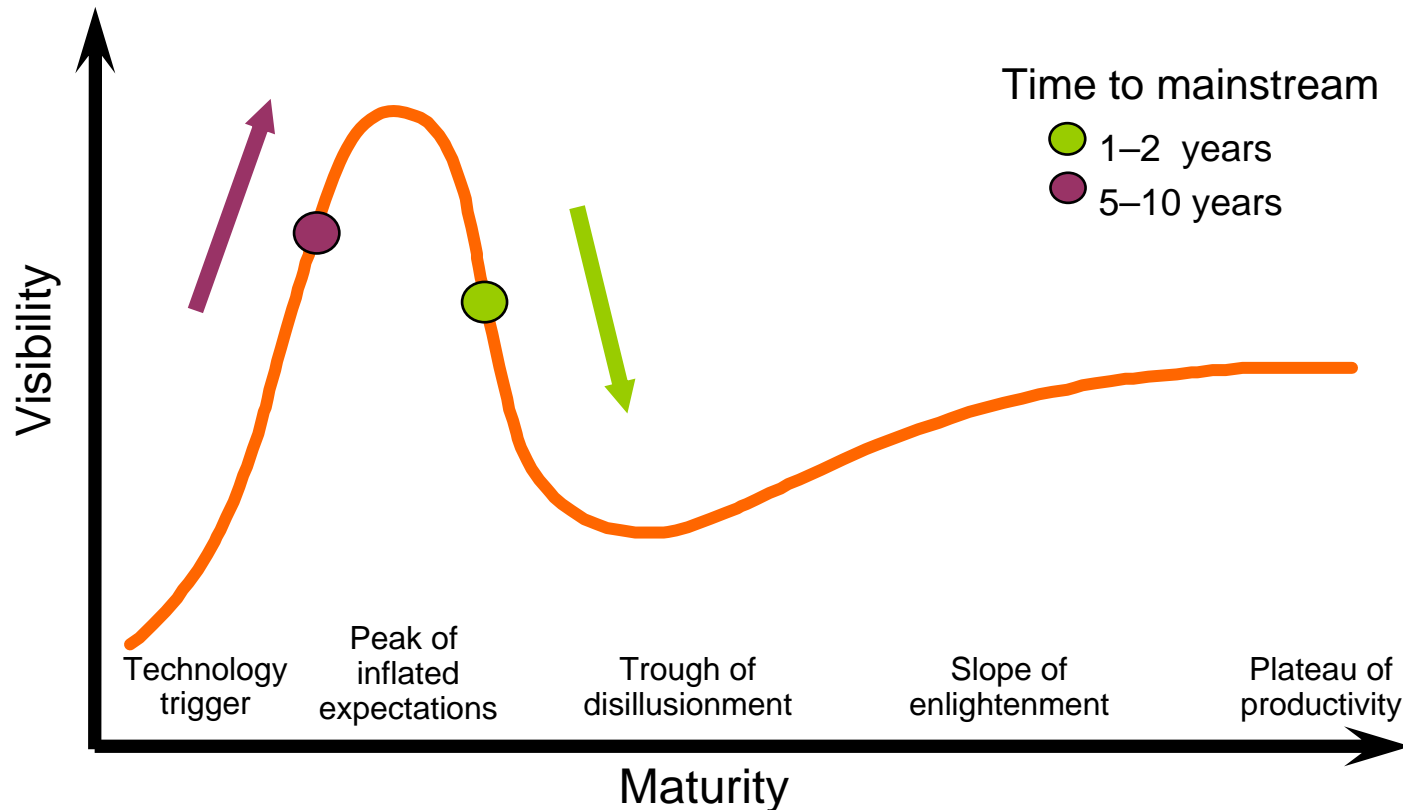 Time to mainstream
1–2 years
5–10 years
Visibility
Technology
trigger
Peak of
inflated
expectations
Trough of
disillusionment
Slope of
enlightenment
Plateau of
productivity
Maturity